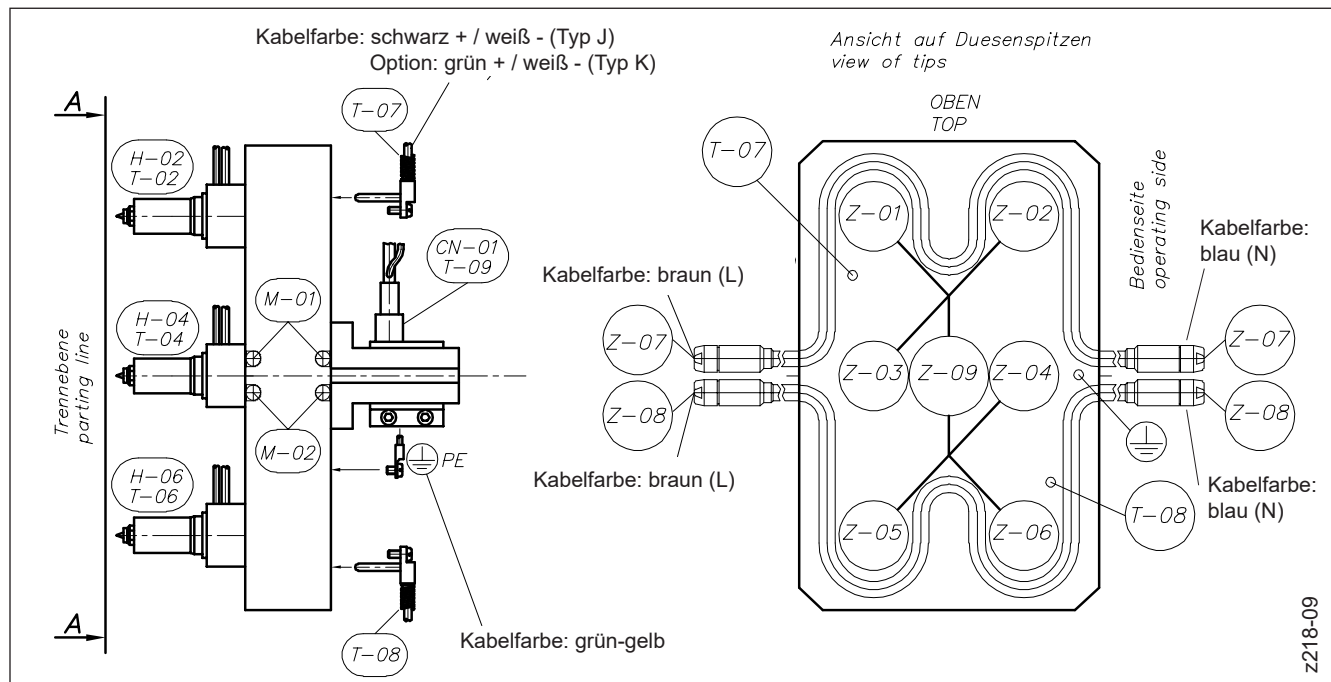 Kabelfarbe: schwarz + / weiß - (Typ J)
Option: grün + / weiß - (Typ K)
A
T-07
H-02
T-02
CN-01
T-09
M-01
H-04
T-04
Trennebene
parting line
M-02
H-06
T-06
PE
A
T-08
Kabelfarbe: grün-gelb
Ansicht auf Duesenspitzen
view of tips
OBEN
TOP
T-07
Z-01
Z-02
Bedienseite
operating side
Kabelfarbe:
blau (N)
Kabelfarbe: braun (L)
Z-07
Z-07
Z-03
Z-09
Z-04
Z-08
Z-08
Kabelfarbe: braun (L)
Kabelfarbe:
blau (N)
T-08
Z-05
Z-06
z218-09